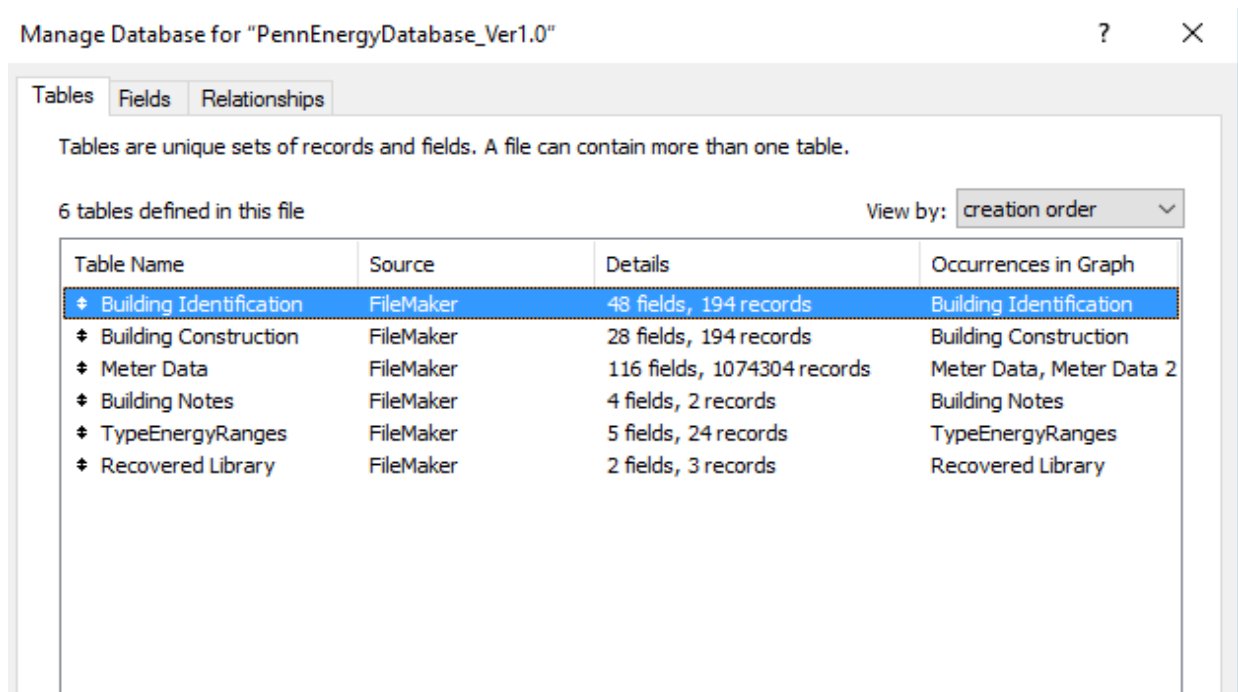 Manage Database for “PennEnergyDatabase_Ver1.0” ? ×
Tables Fields Relationships
Tables are unique sets of records and fields. A file can contain more than one table.
6 tables defined in this file View by: creation order
Table Name Source Details Occurrences in Graph
Building Identification FileMaker 48 fields, 194 records Building Identification
Building Construction FileMaker 28 fields, 194 records Building Construction
Meter Data FileMaker 116 fields, 1074304 records Meter Data, Meter Data 2
Building Notes FileMaker 4 fields, 2 records Building Notes
TypeEnergyRanges FileMaker 5 fields, 24 records TypeEnergyRanges
Recovered Library FileMaker 2 fields, 3 records Recovered Library